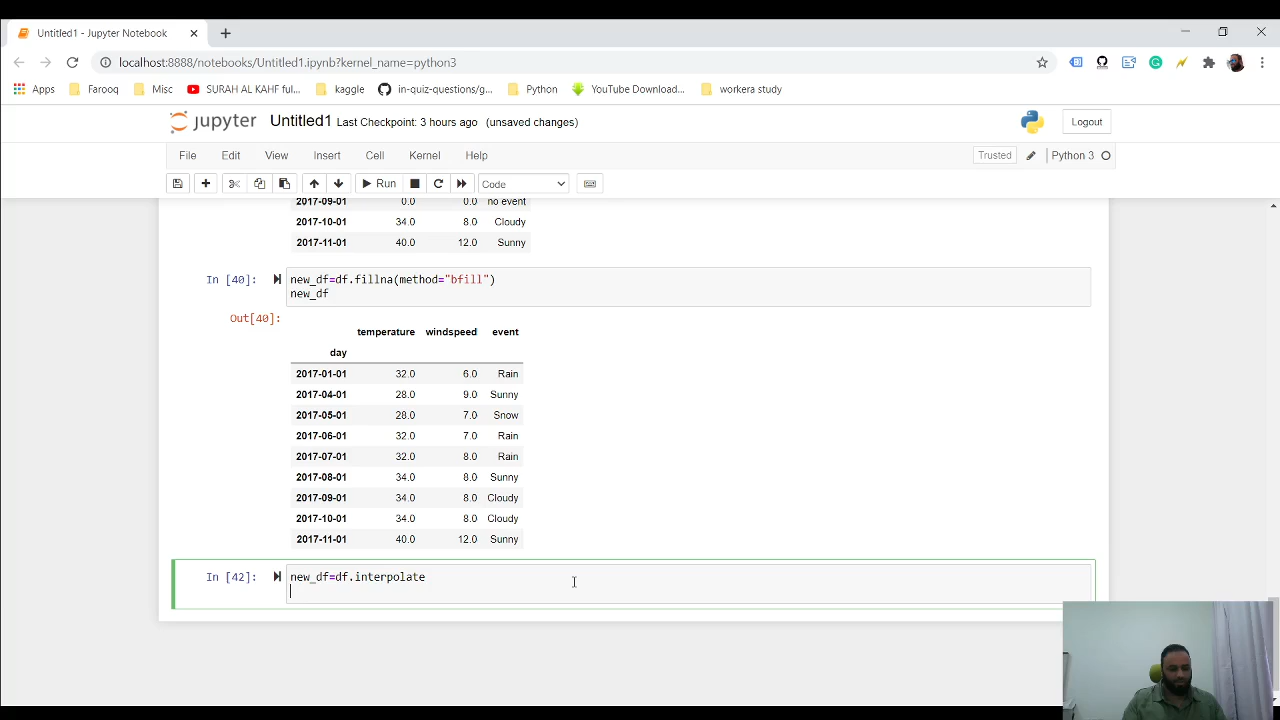 Untitled1 - Jupyter Notebook
localhost:8888/notebooks/Untitled1.ipynb?kernel_name=python3
Apps Farooq Misc SURAH AL KAHF ful... kaggle in-quiz-questions/g... Python YouTube Download... workera study
jupyter Untitled1 Last Checkpoint: 3 hours ago (unsaved changes) Logout
File Edit View Insert Cell Kernel Help Trusted Python 3
Run Code
2017-09-01 0.0 0.0 no event
2017-10-01 34.0 8.0 Cloudy
2017-11-01 40.0 12.0 Sunny
In [40]: new_df=df.fillna(method="bfill")
new_df
Out[40]:
temperature windspeed event
day
2017-01-01 32.0 6.0 Rain
2017-04-01 28.0 9.0 Sunny
2017-05-01 28.0 7.0 Snow
2017-06-01 32.0 7.0 Rain
2017-07-01 32.0 8.0 Rain
2017-08-01 34.0 8.0 Sunny
2017-09-01 34.0 8.0 Cloudy
2017-10-01 34.0 8.0 Cloudy
2017-11-01 40.0 12.0 Sunny
In [42]: new_df=df.interpolate